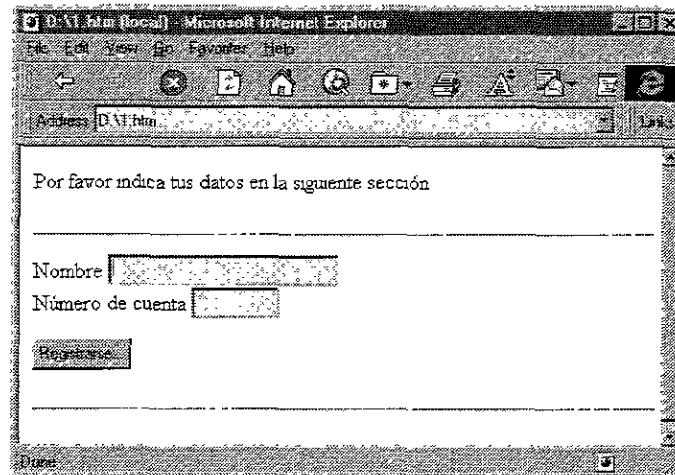 D:\1.htm (local) - Microsoft Internet Explorer
File Edit View Go Favorites Help
Address D:\1.htm Links
Por favor indica tus datos en la siguiente sección
Nombre
Número de cuenta
Registrarse...
Done